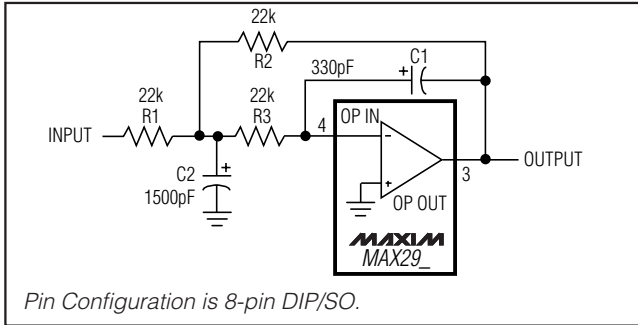 22k
R2
C1
330pF
+
22k
R1
22k
R3
4
OP IN
INPUT
-
+
C2
1500pF
+
3
OUTPUT
OP OUT
MAXIM
MAX29_
Pin Configuration is 8-pin DIP/SO.